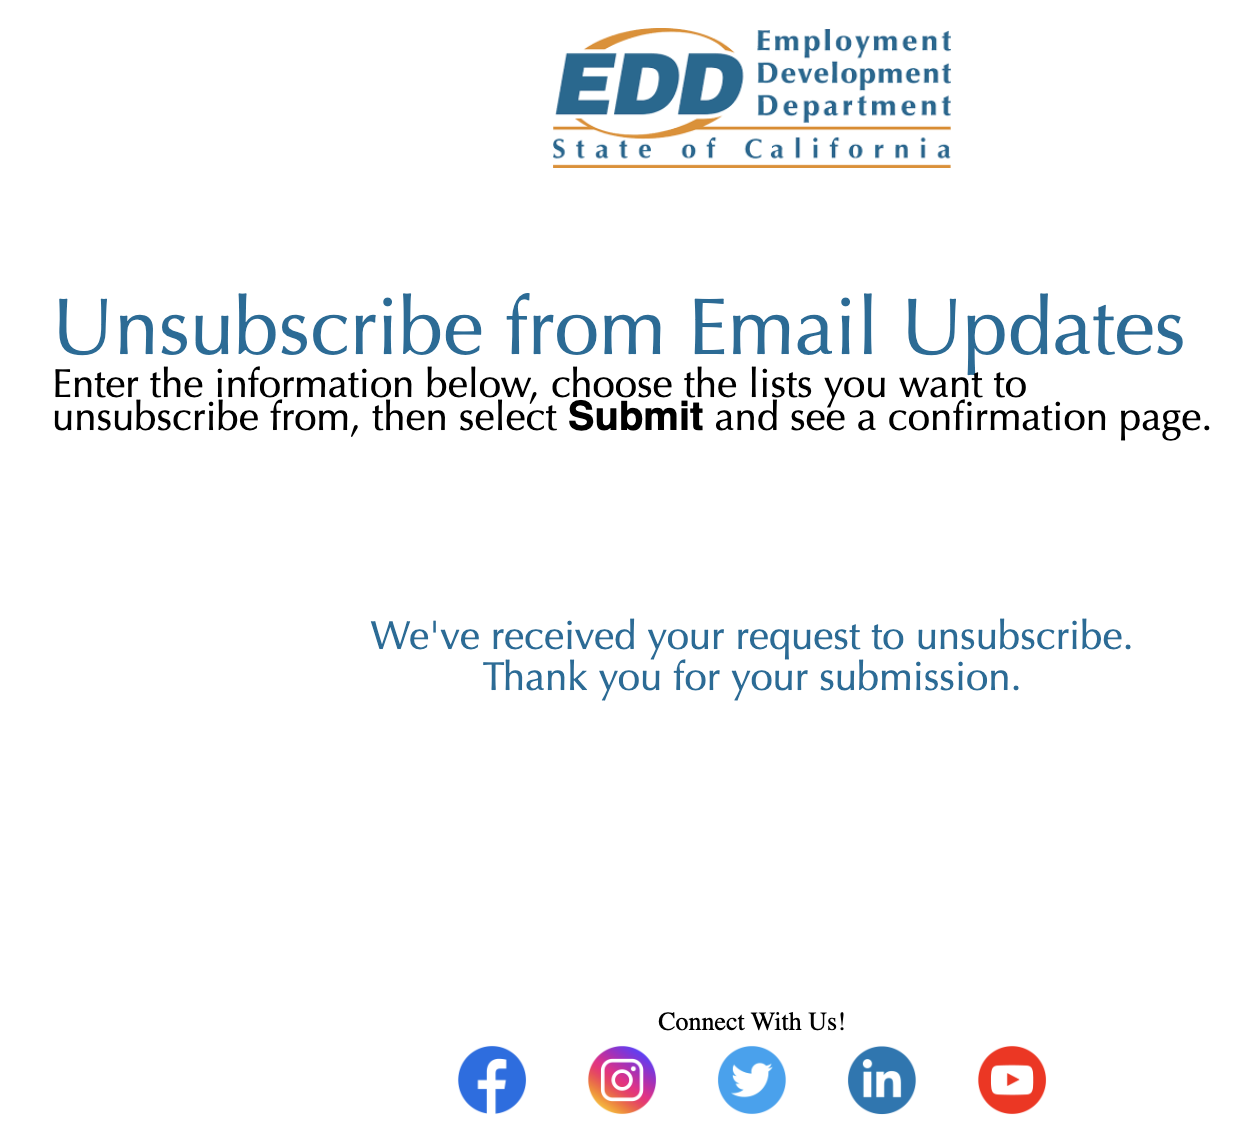 EDD
Employment
Development
Department
State of California
Unsubscribe from Email Updates
Enter the information below, choose the lists you want to
unsubscribe from, then select Submit and see a confirmation page.
We've received your request to unsubscribe.
Thank you for your submission.
Connect With Us!
f
in